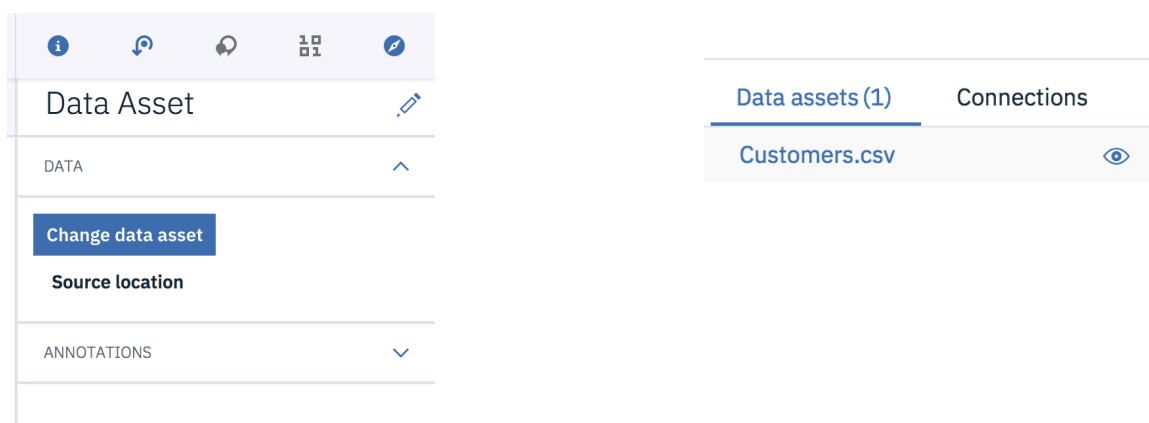 Data Asset
DATA
Change data asset
Source location
ANNOTATIONS
Data assets (1)
Connections
Customers.csv